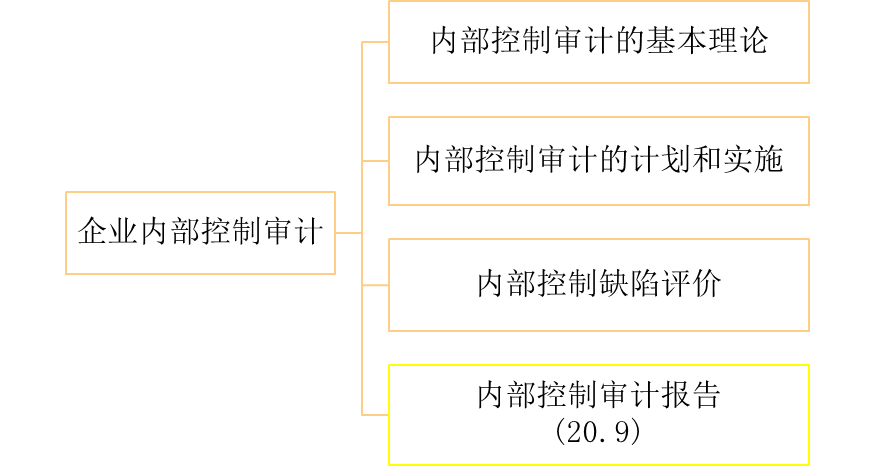 企业内部控制审计
内部控制审计的基本理论
内部控制审计的计划和实施
内部控制缺陷评价
内部控制审计报告
(20.9)